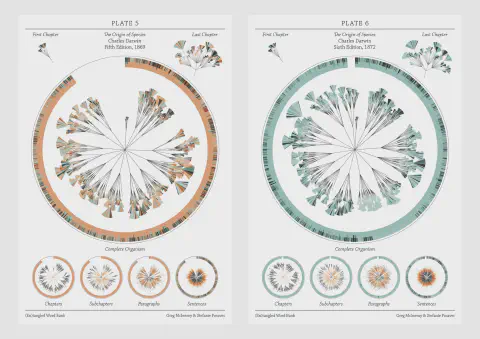 PLATE 5
First Chapter
The Origin of Species
Charles Darwin
Fifth Edition, 1869
Last Chapter
Complete Organism
Chapters
Subchapters
Paragraphs
Sentences
(En)tangled Word Bank
Greg McInerny & Stefanie Posavec
PLATE 6
First Chapter
The Origin of Species
Charles Darwin
Sixth Edition, 1872
Last Chapter
Complete Organism
Chapters
Subchapters
Paragraphs
Sentences
(En)tangled Word Bank
Greg McInerny & Stefanie Posavec